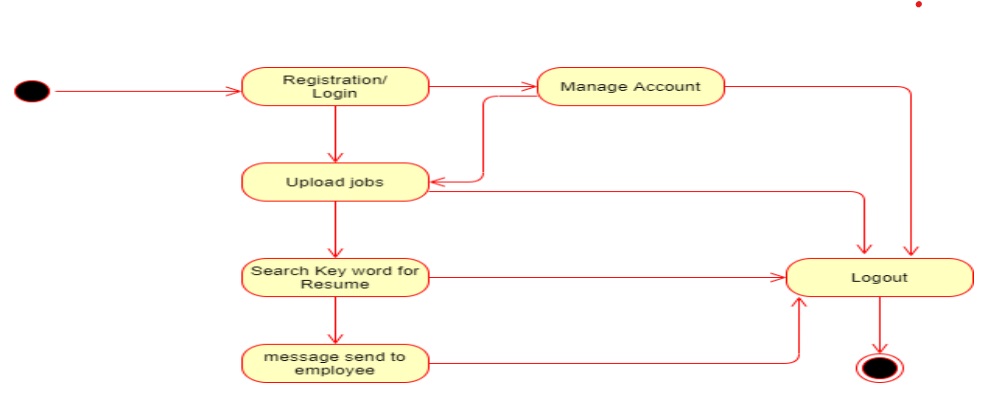 Registration/
Login
Manage Account
Upload jobs
Search Key word for
Resume
Logout
message send to
employee